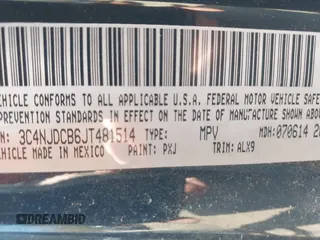 VEHICLE CONFORMS TO ALL APPLICABLE U.S.A. FEDERAL MOTOR VEHICLE SAFE
PREVENTION STANDARDS IN EFFECT ON THE DATE OF MANUFACTURE SHOWN
3C4NJDCB6JT481514 TYPE: MPV MDH:070614 28
VEHICLE MADE IN MEXICO PAINT: PXJ TRIM: ALX9
DREAMBID